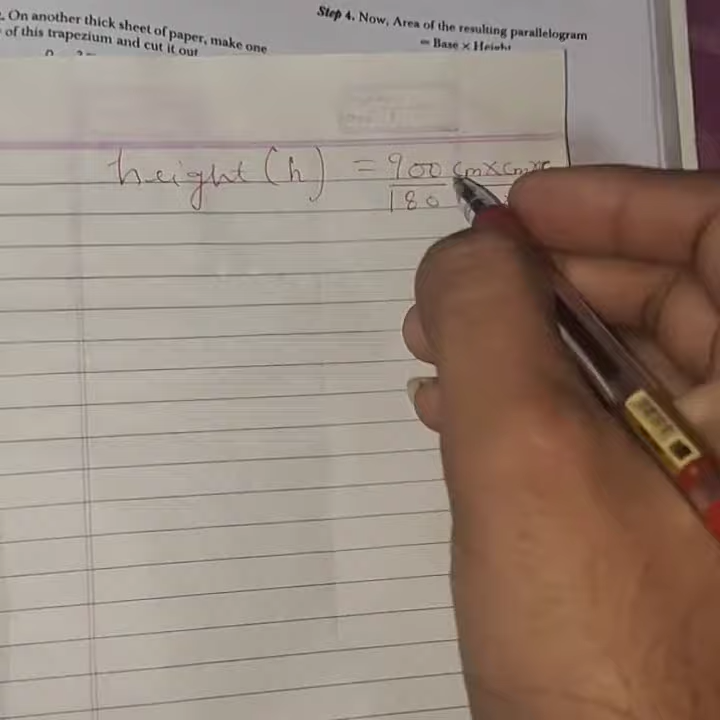 . On another thick sheet of paper, make one
of this trapezium and cut it out
Step 4. Now, Area of the resulting parallelogram
= Base × Height
height (h) = 900 cm × cm ×
180